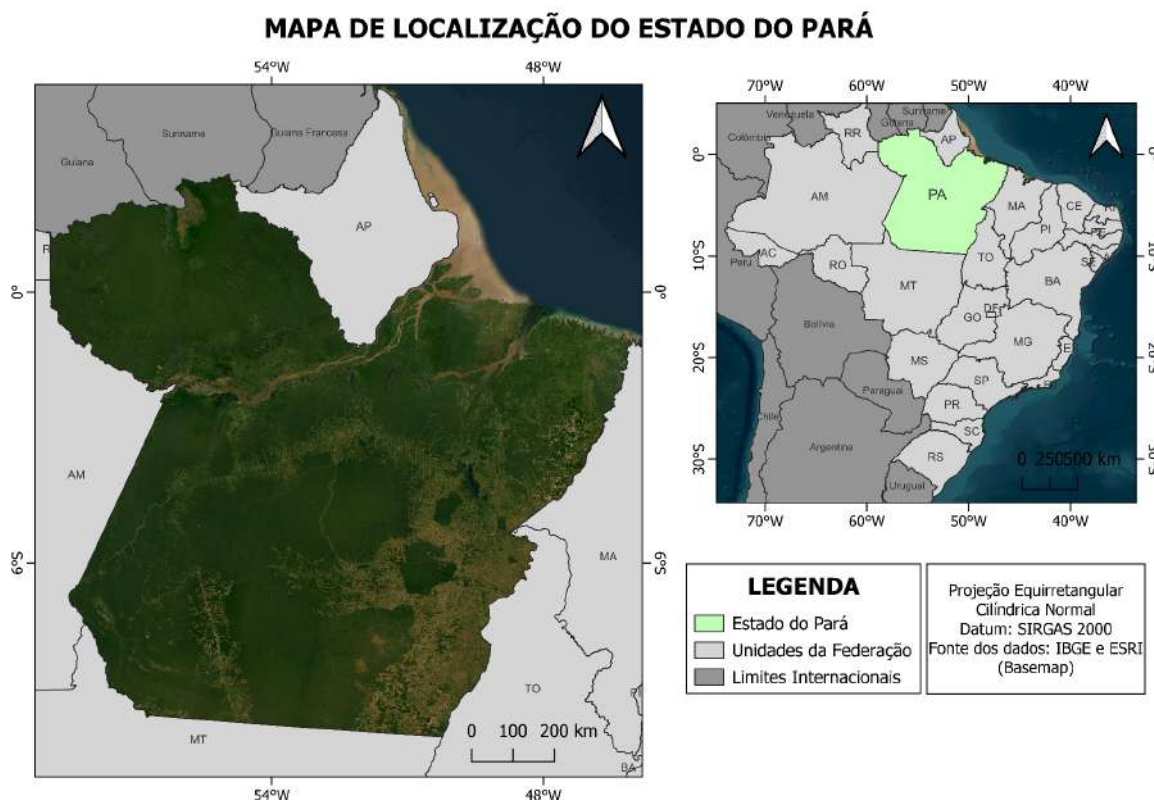 MAPA DE LOCALIZAÇÃO DO ESTADO DO PARÁ
54°W 48°W
Suriname
Guiana Francesa
Guiana
AP
R
0° 0°
AM
MA
6°S 6°S
TO
MT
BA
0 100 200 km
54°W 48°W
70°W 60°W 50°W 40°W
Venezuela
Suriname
Guiana
Colômbia
RR
AP
0°
AM
PA
MA
CE
PI
10°S 10°S
AC
Peru
RO
TO
SE
MT
BA
Bolívia
GO
DF
MG
20°S
MS
SP
Paraguai
PR
Chile
SC
Argentina
RS
30°S
0 250500 km
Uruguai
70°W 60°W 50°W 40°W
LEGENDA
Estado do Pará
Unidades da Federação
Limites Internacionais
Projeção Equirretangular
Cilíndrica Normal
Datum: SIRGAS 2000
Fonte dos dados: IBGE e ESRI
(Basemap)